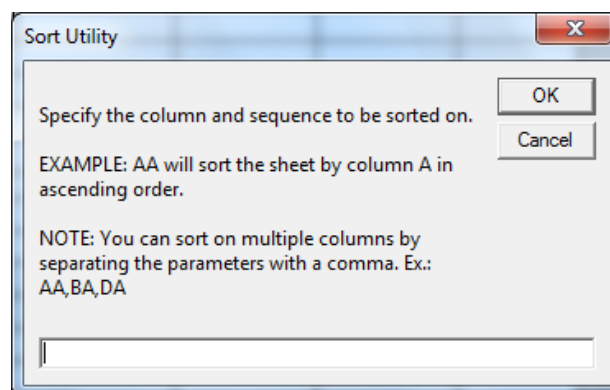 Sort Utility
OK
Specify the column and sequence to be sorted on.
Cancel
EXAMPLE: AA will sort the sheet by column A in
ascending order.
NOTE: You can sort on multiple columns by
separating the parameters with a comma. Ex.:
AA,BA,DA